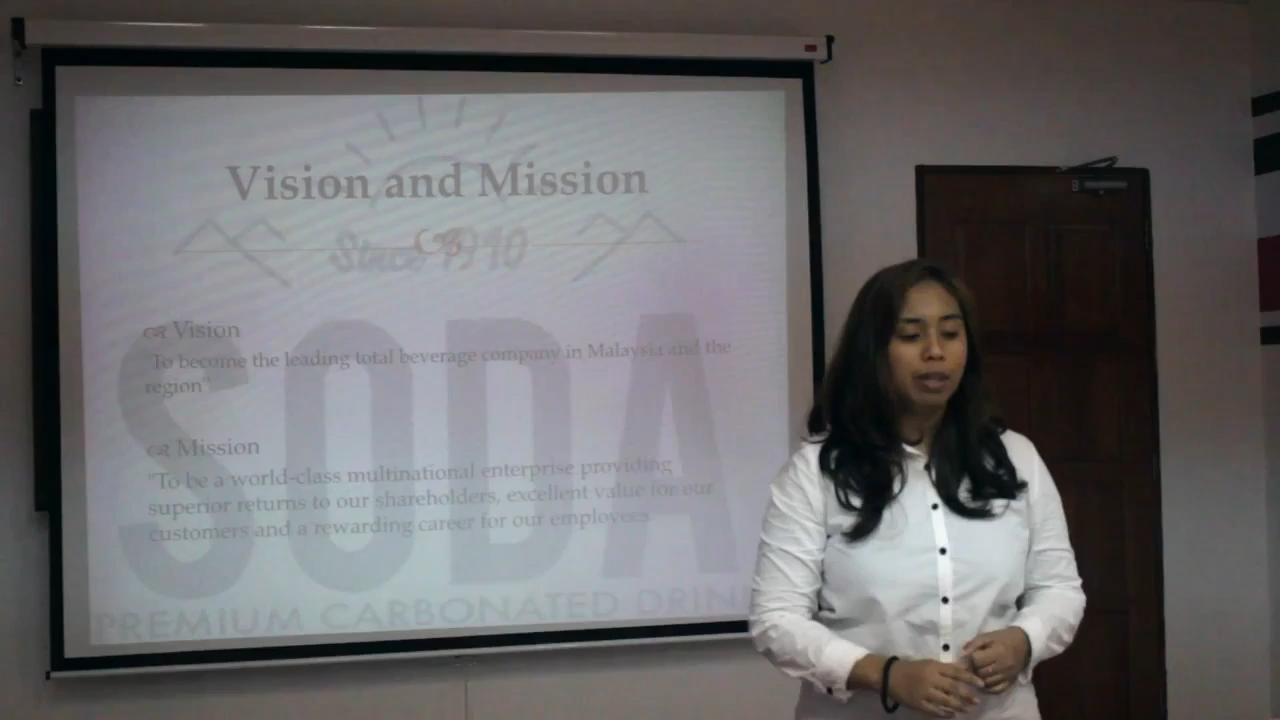 Vision and Mission
Since 1910
Vision
To become the leading total beverage company in Malaysia and the
region"
Mission
"To be a world-class multinational enterprise providing
superior returns to our shareholders, excellent value for our
customers and a rewarding career for our employees
SODA
PREMIUM CARBONATED DRIN